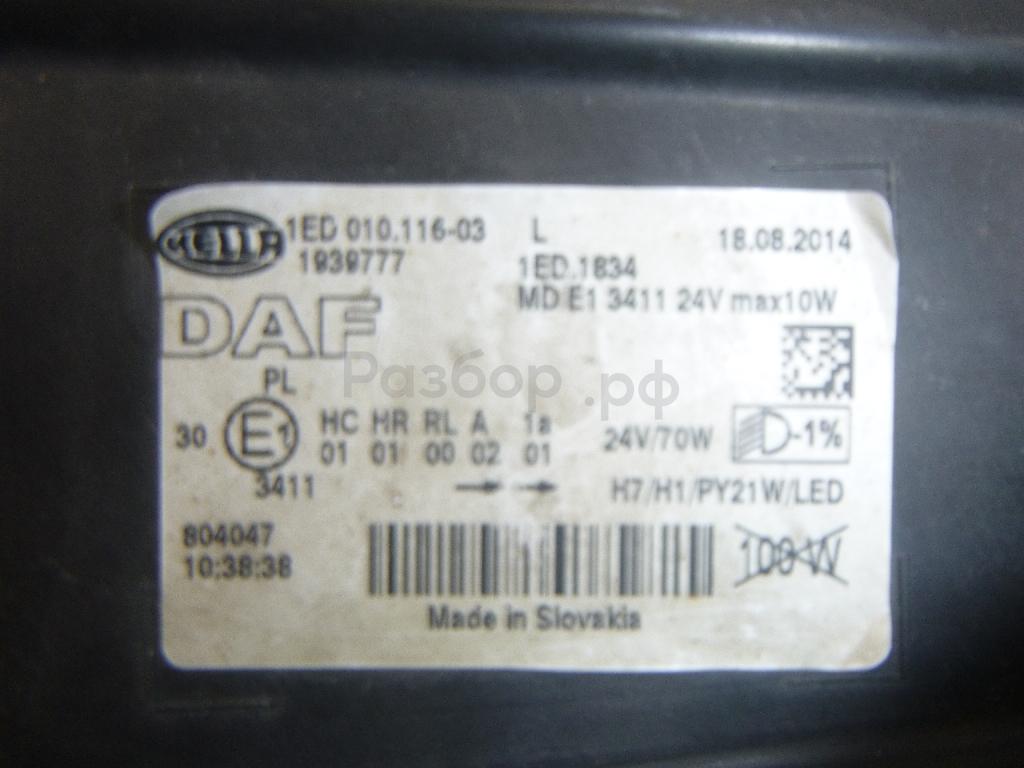 HELLA 1ED 010.116-03 L 18.08.2014
1939777 1ED.1834
MD E1 3411 24V max10W
DAF
Разбор.рф
PL
30 E1 HC HR RL A 1a 24V/70W -1%
01 01 00 02 01
3411 → → H7/H1/PY21W/LED
804047
10:38:38 100 W
Made in Slovakia